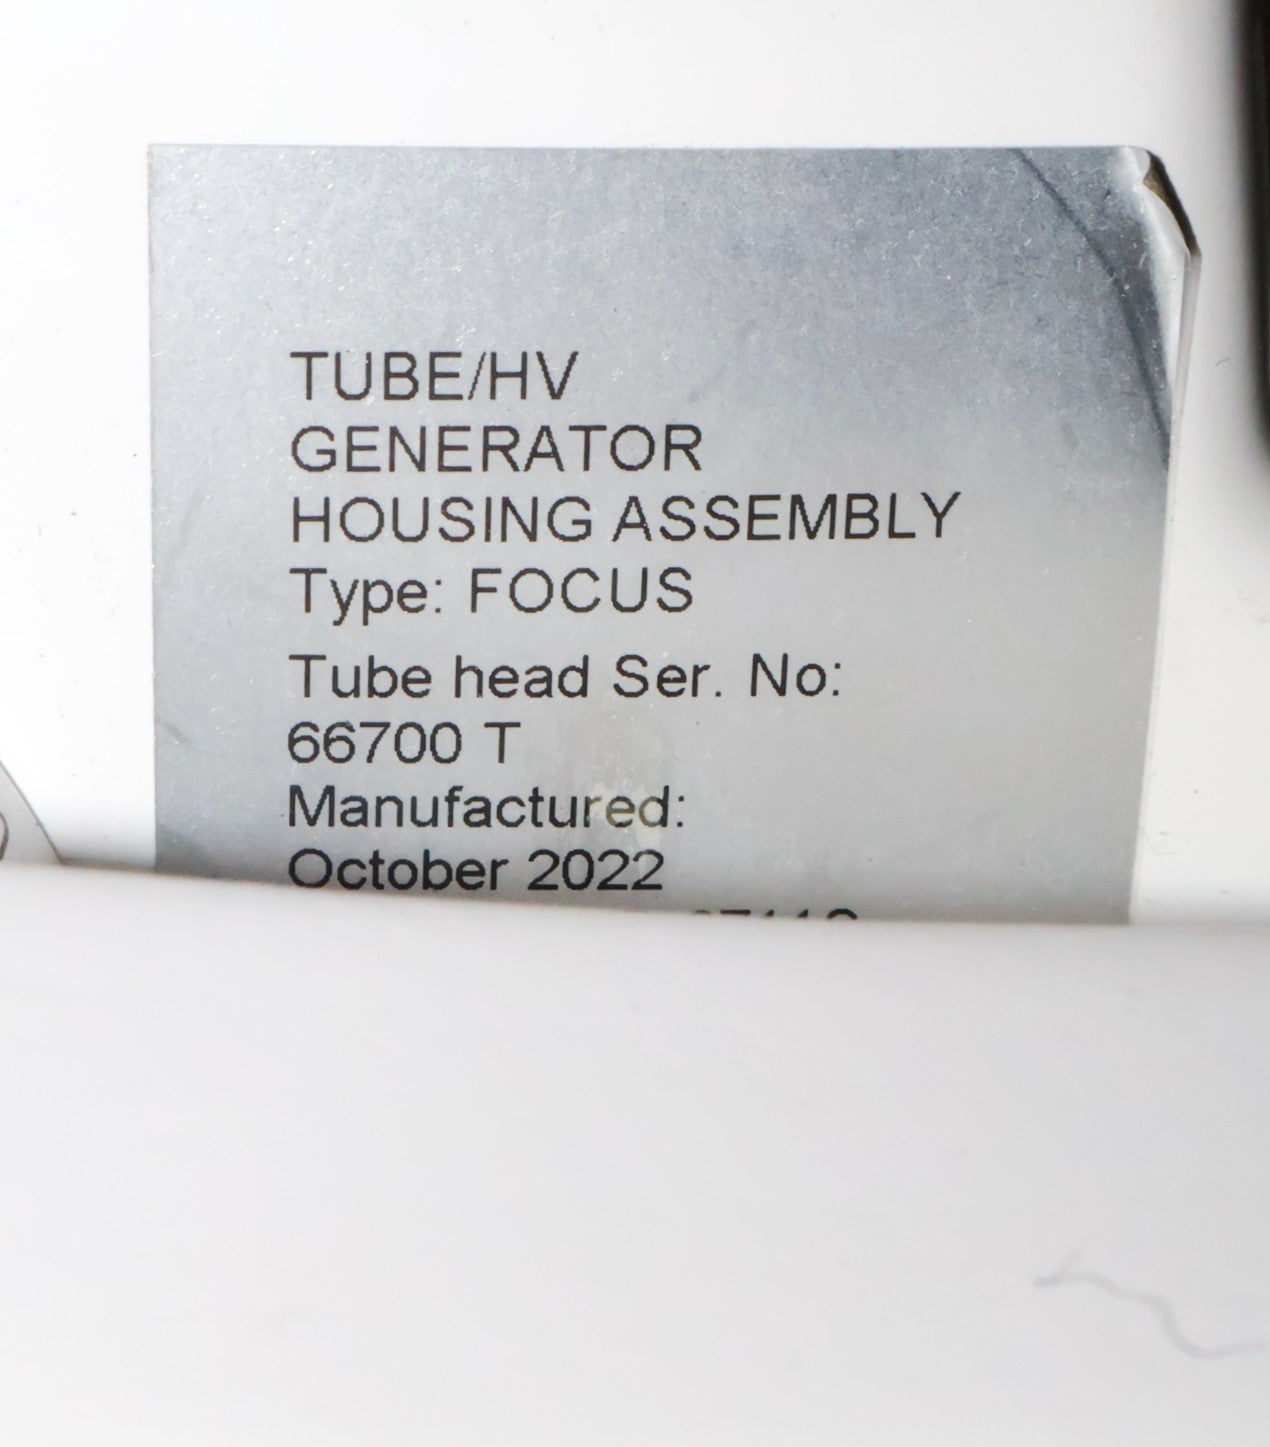 TUBE/HV
GENERATOR
HOUSING ASSEMBLY
Type: FOCUS
Tube head Ser. No:
66700 T
Manufactured:
October 2022